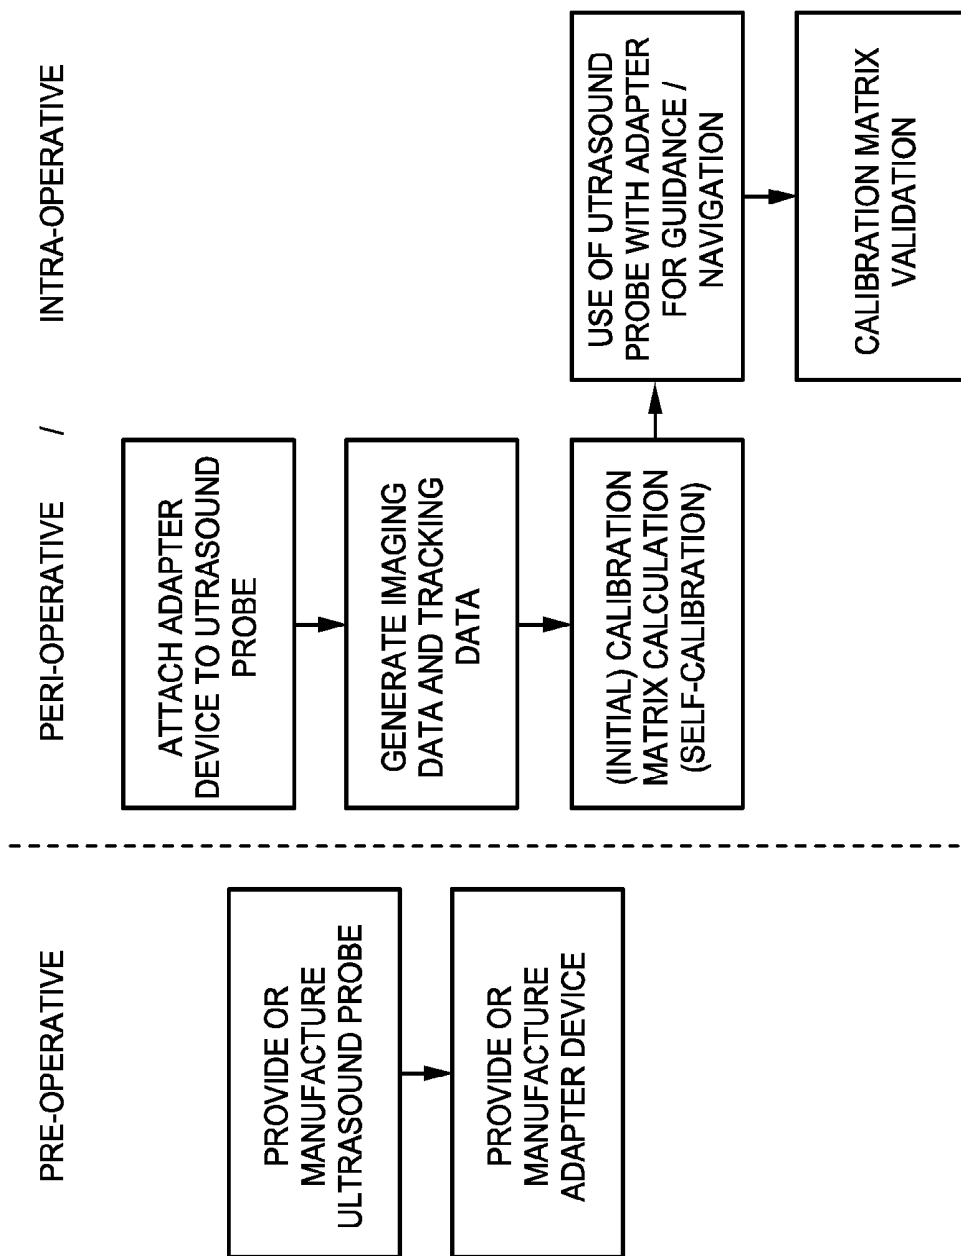 PRE-OPERATIVE
PERI-OPERATIVE / INTRA-OPERATIVE
PROVIDE OR
MANUFACTURE
ULTRASOUND PROBE
PROVIDE OR
MANUFACTURE
ADAPTER DEVICE
ATTACH ADAPTER
DEVICE TO UTRASOUND
PROBE
GENERATE IMAGING
DATA AND TRACKING
DATA
(INITIAL) CALIBRATION
MATRIX CALCULATION
(SELF-CALIBRATION)
USE OF UTRASOUND
PROBE WITH ADAPTER
FOR GUIDANCE /
NAVIGATION
CALIBRATION MATRIX
VALIDATION